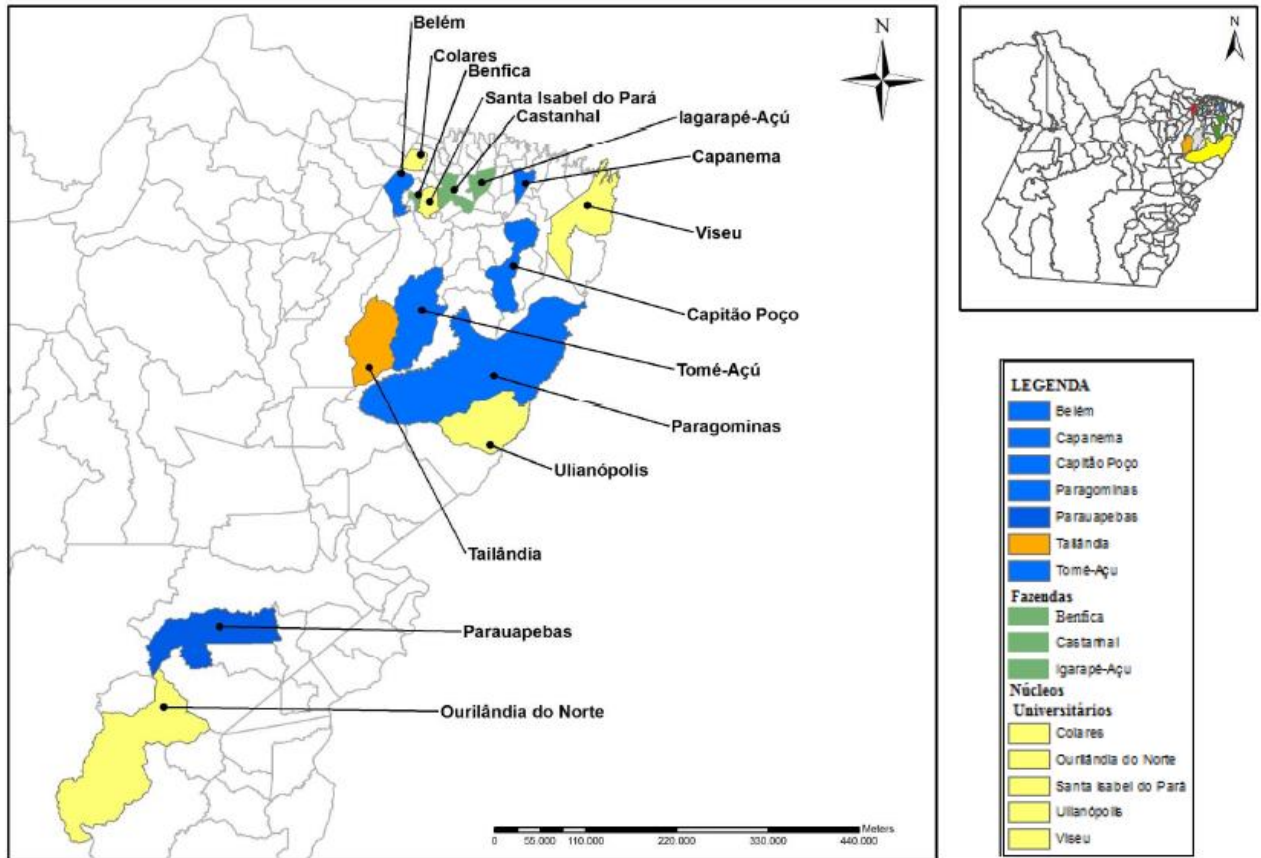 Belém
Colares
Benfica
Santa Isabel do Pará
Castanhal
Iagarapé-Açú
Capanema
Viseu
Capitão Poço
Tomé-Açú
Paragominas
Ulianópolis
Tailândia
Parauapebas
Ourilândia do Norte
N
Meters
0 55.000 110.000 220.000 330.000 440.000
N
LEGENDA
Belém
Capanema
Capitão Poço
Paragominas
Parauapebas
Tailândia
Tomé-Açu
Fazendas
Benfica
Castanhal
Igarapé-Açu
Núcleos
Universitários
Colares
Ourilândia do Norte
Santa Isabel do Pará
Ulianópolis
Viseu